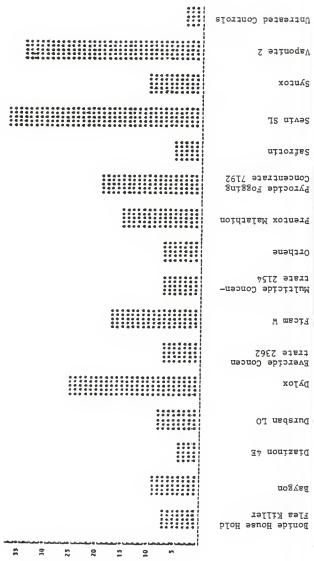 Bonide House Hold
Flea Killer
Baygon
Diazinon 4E
Dursban LO
Dylox
Evercide Concen
trate 2362
Ficam W
Multicide Concen-
trate 2154
Orthene
Prentox Malathion
Pyrocide Fogging
Concentrate 7192
Safrotin
Sevin SL
Syntox
Vaponite 2
Untreated Controls
5
10
15
20
25
30
35